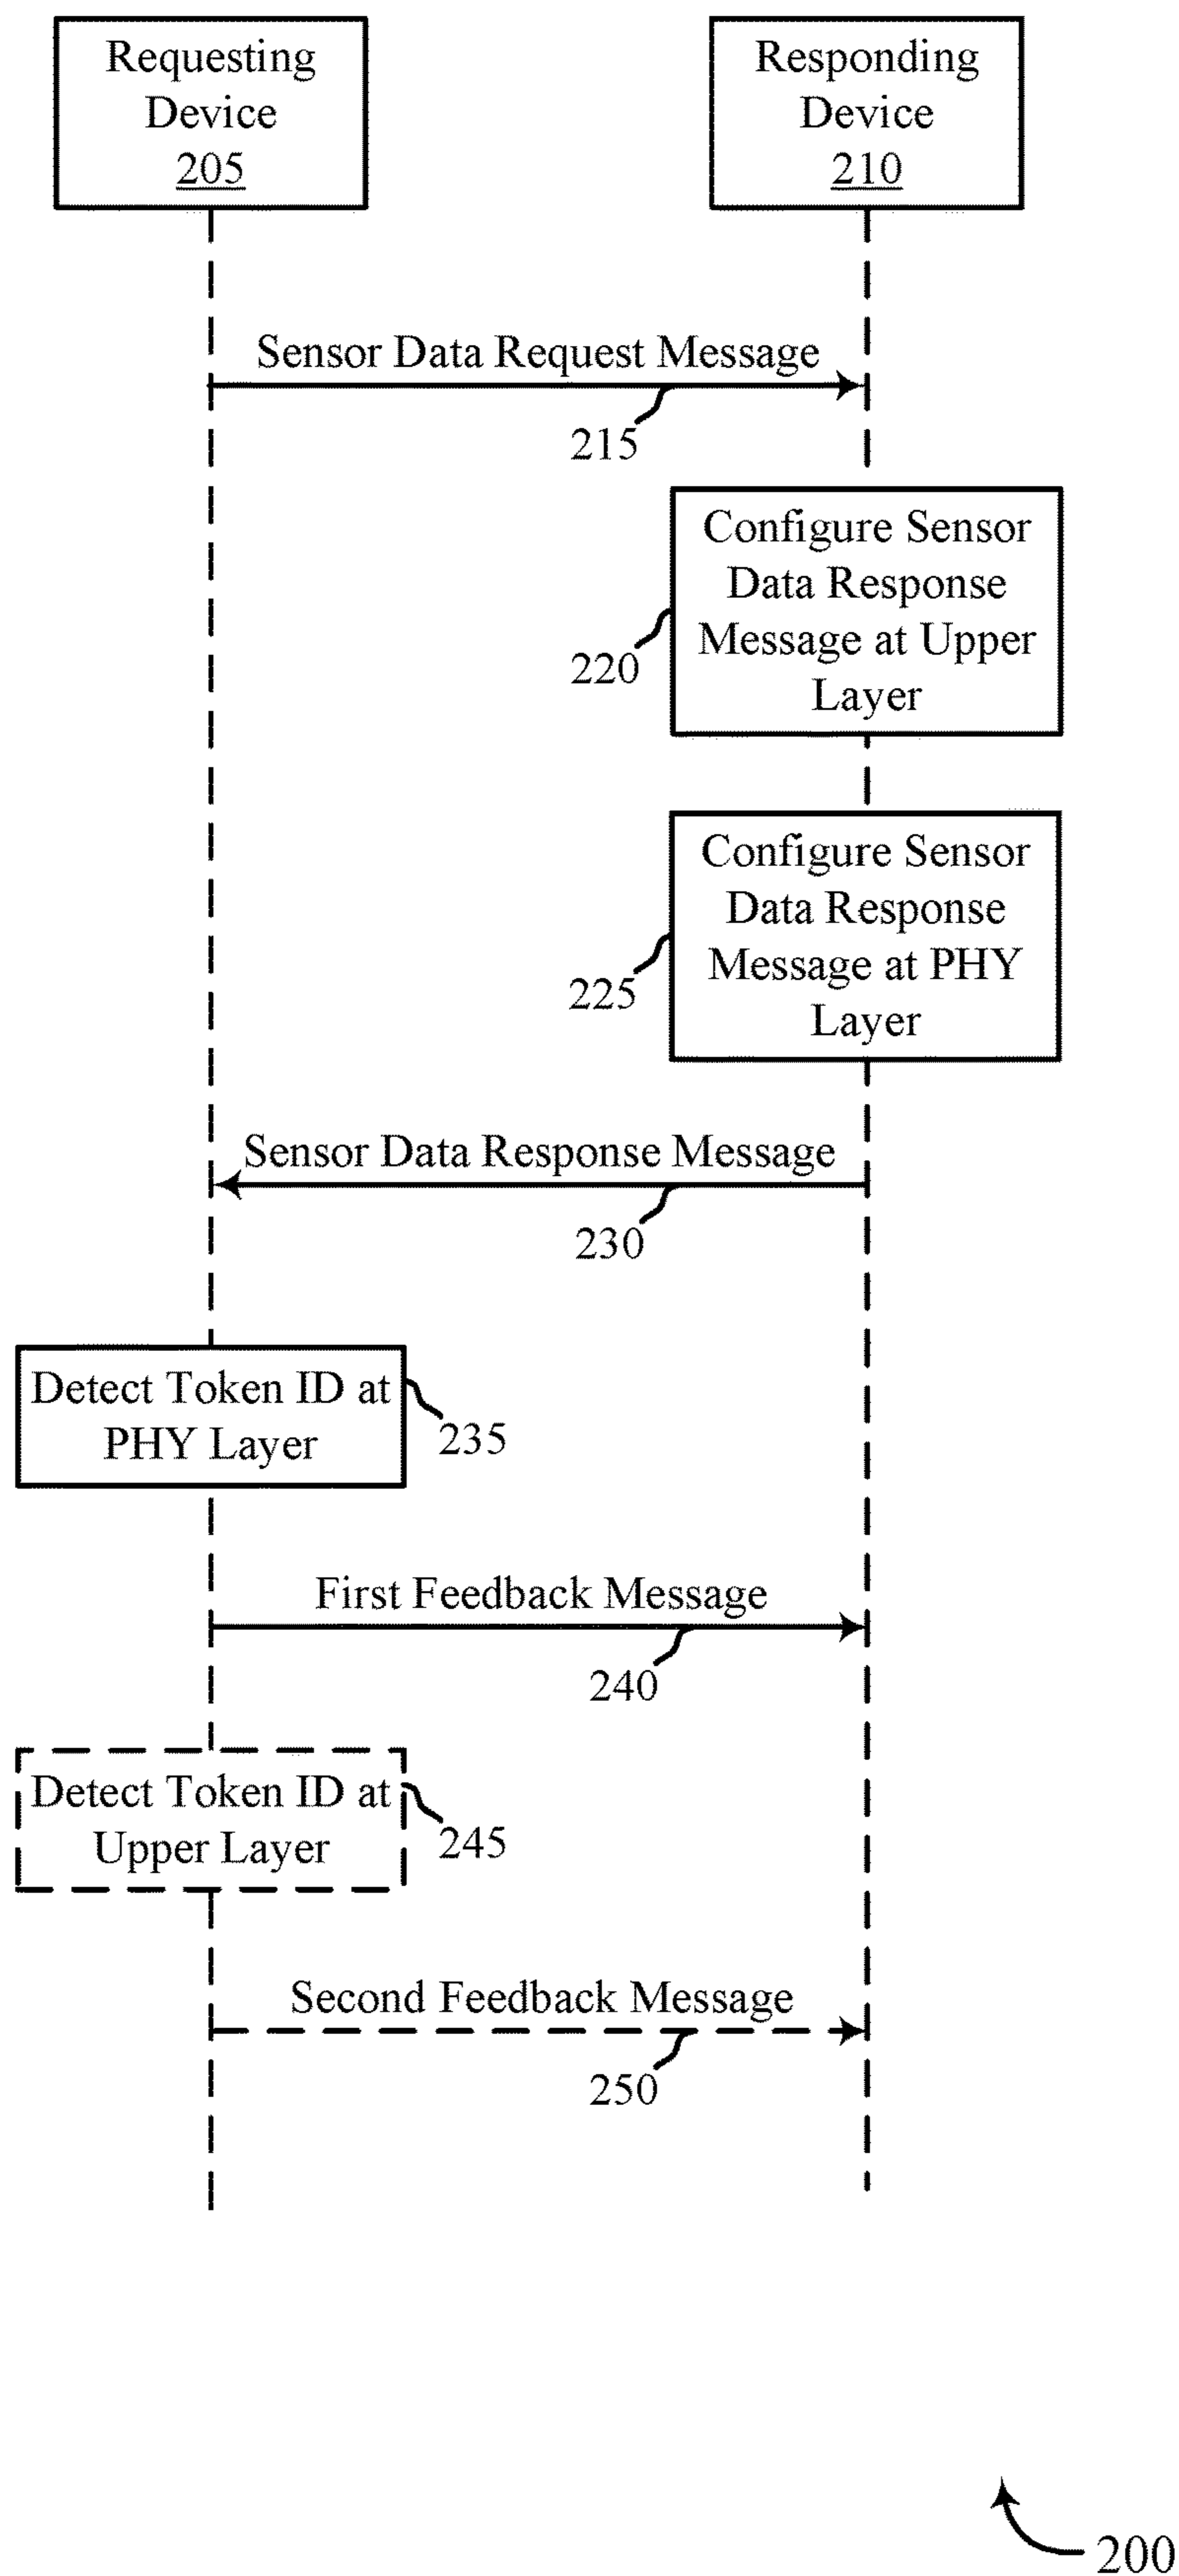 Requesting
Device
205
Responding
Device
210
Sensor Data Request Message
215
Configure Sensor
Data Response
Message at Upper
Layer
220
Configure Sensor
Data Response
Message at PHY
Layer
225
Sensor Data Response Message
230
Detect Token ID at
PHY Layer
235
First Feedback Message
240
Detect Token ID at
Upper Layer
245
Second Feedback Message
250
200